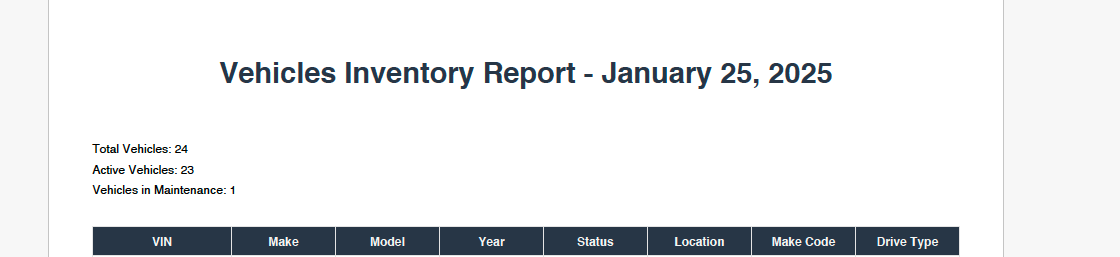 Vehicles Inventory Report - January 25, 2025
Total Vehicles: 24
Active Vehicles: 23
Vehicles in Maintenance: 1
VIN Make Model Year Status Location Make Code Drive Type